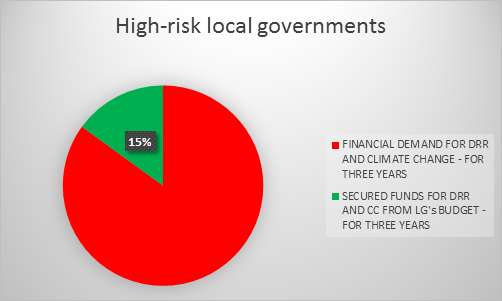 High-risk local governments
15%
FINANCIAL DEMAND FOR DRR
AND CLIMATE CHANGE - FOR
THREE YEARS
SECURED FUNDS FOR DRR
AND CC FROM LG's BUDGET -
FOR THREE YEARS